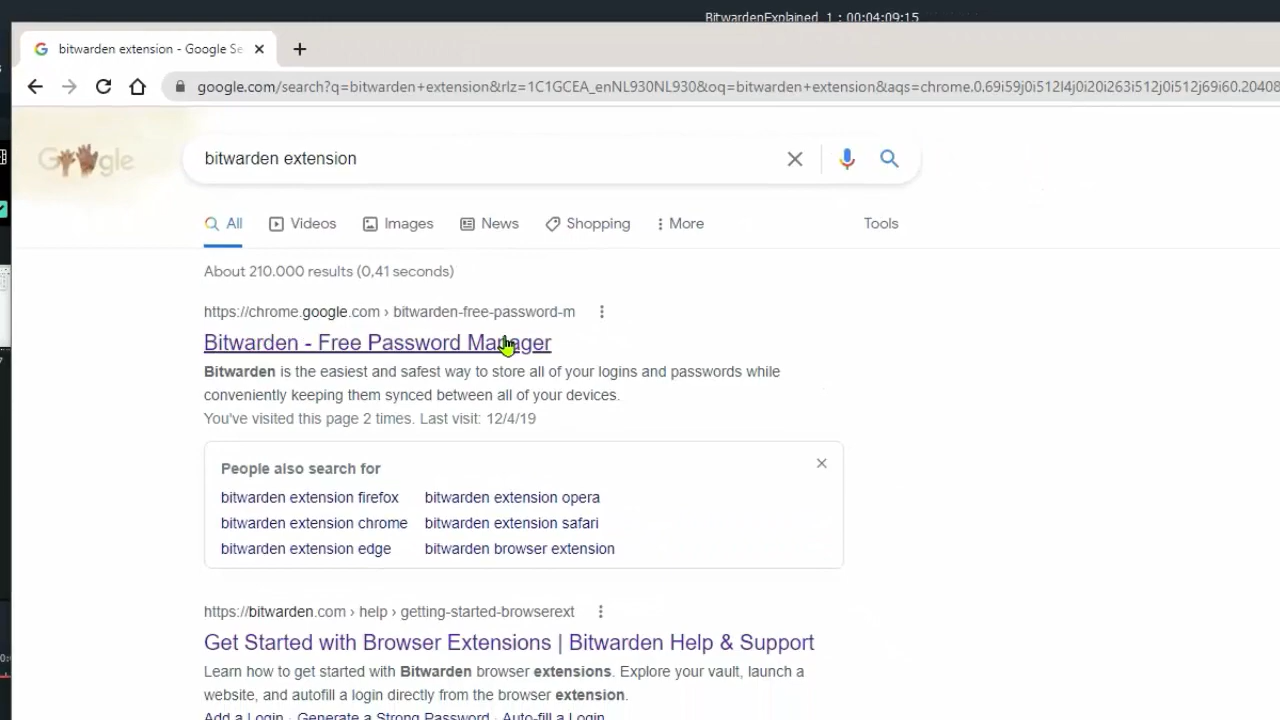 BitwardenExplained_1 : 00:04:09:15
bitwarden extension - Google Se
google.com/search?q=bitwarden+extension&rlz=1C1GCEA_enNL930NL930&oq=bitwarden+extension&aqs=chrome.0.69i59j0i512l4j0i20i263i512j0i512j69i60.20408
Google
bitwarden extension
All Videos Images News Shopping More Tools
About 210.000 results (0,41 seconds)
https://chrome.google.com › bitwarden-free-password-m
Bitwarden - Free Password Manager
Bitwarden is the easiest and safest way to store all of your logins and passwords while
conveniently keeping them synced between all of your devices.
You've visited this page 2 times. Last visit: 12/4/19
People also search for
bitwarden extension firefox bitwarden extension opera
bitwarden extension chrome bitwarden extension safari
bitwarden extension edge bitwarden browser extension
https://bitwarden.com › help › getting-started-browserext
Get Started with Browser Extensions | Bitwarden Help & Support
Learn how to get started with Bitwarden browser extensions. Explore your vault, launch a
website, and autofill a login directly from the browser extension.
Add a Login · Generate a Strong Password · Auto-fill a Login